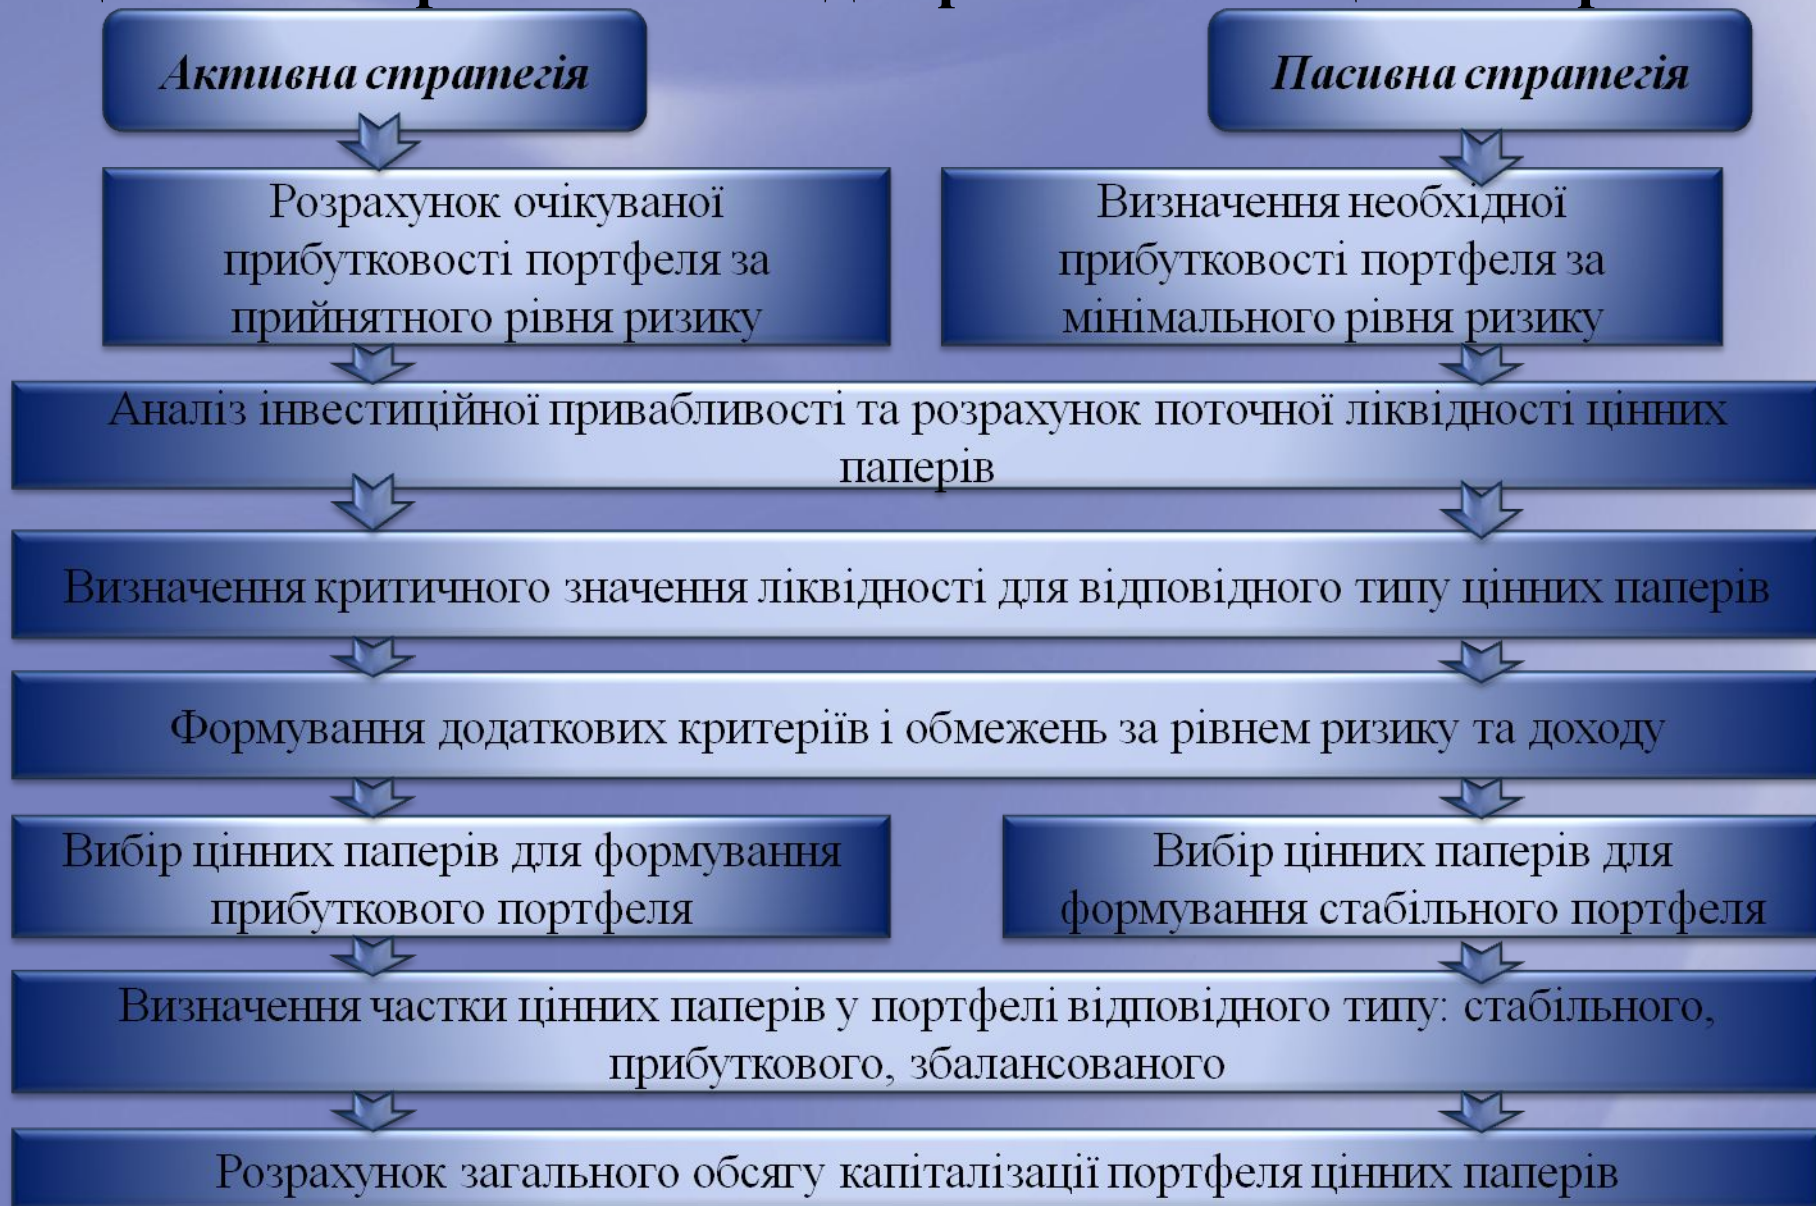 Активна стратегія
Пасивна стратегія
Розрахунок очікуваної
прибутковості портфеля за
прийнятного рівня ризику
Визначення необхідної
прибутковості портфеля за
мінімального рівня ризику
Аналіз інвестиційної привабливості та розрахунок поточної ліквідності цінних
паперів
Визначення критичного значення ліквідності для відповідного типу цінних паперів
Формування додаткових критеріїв і обмежень за рівнем ризику та доходу
Вибір цінних паперів для формування
прибуткового портфеля
Вибір цінних паперів для
формування стабільного портфеля
Визначення частки цінних паперів у портфелі відповідного типу: стабільного,
прибуткового, збалансованого
Розрахунок загального обсягу капіталізації портфеля цінних паперів